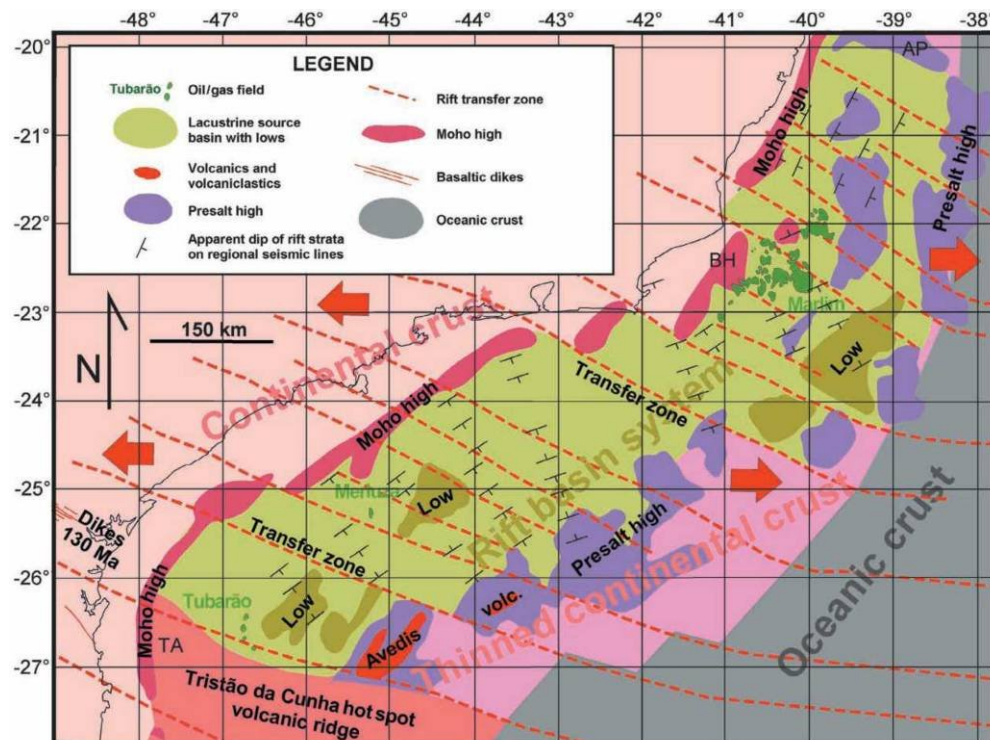 -48° -47° -46° -45° -44° -43° -42° -41° -40° -39° -38°
-20°
-21°
-22°
-23°
-24°
-25°
-26°
-27°
LEGEND
Tubarão
Oil/gas field
Lacustrine source
basin with lows
Volcanics and
volcaniclastics
Presalt high
Apparent dip of rift strata
on regional seismic lines
Rift transfer zone
Moho high
Basaltic dikes
Oceanic crust
AP
Moho high
Presalt high
BH
Marlim
150 km
N
Continental crust
Transfer zone
Low
Moho high
Rift basin system
Merluza
Low
Dikes
130 Ma
Transfer zone
Presalt high
Thinned continental crust
Oceanic crust
Moho high
Tubarão
Low
volc.
Avedis
TA
Tristão da Cunha hot spot
volcanic ridge